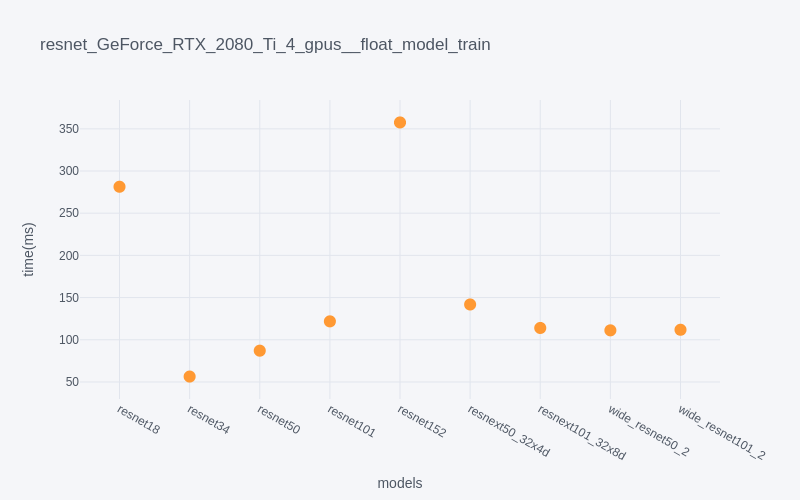 resnet_GeForce_RTX_2080_Ti_4_gpus__float_model_train
350
300
250
200
150
100
50
time(ms)
resnet18
resnet34
resnet50
resnet101
resnet152
resnext50_32x4d
resnext101_32x8d
wide_resnet50_2
wide_resnet101_2
models